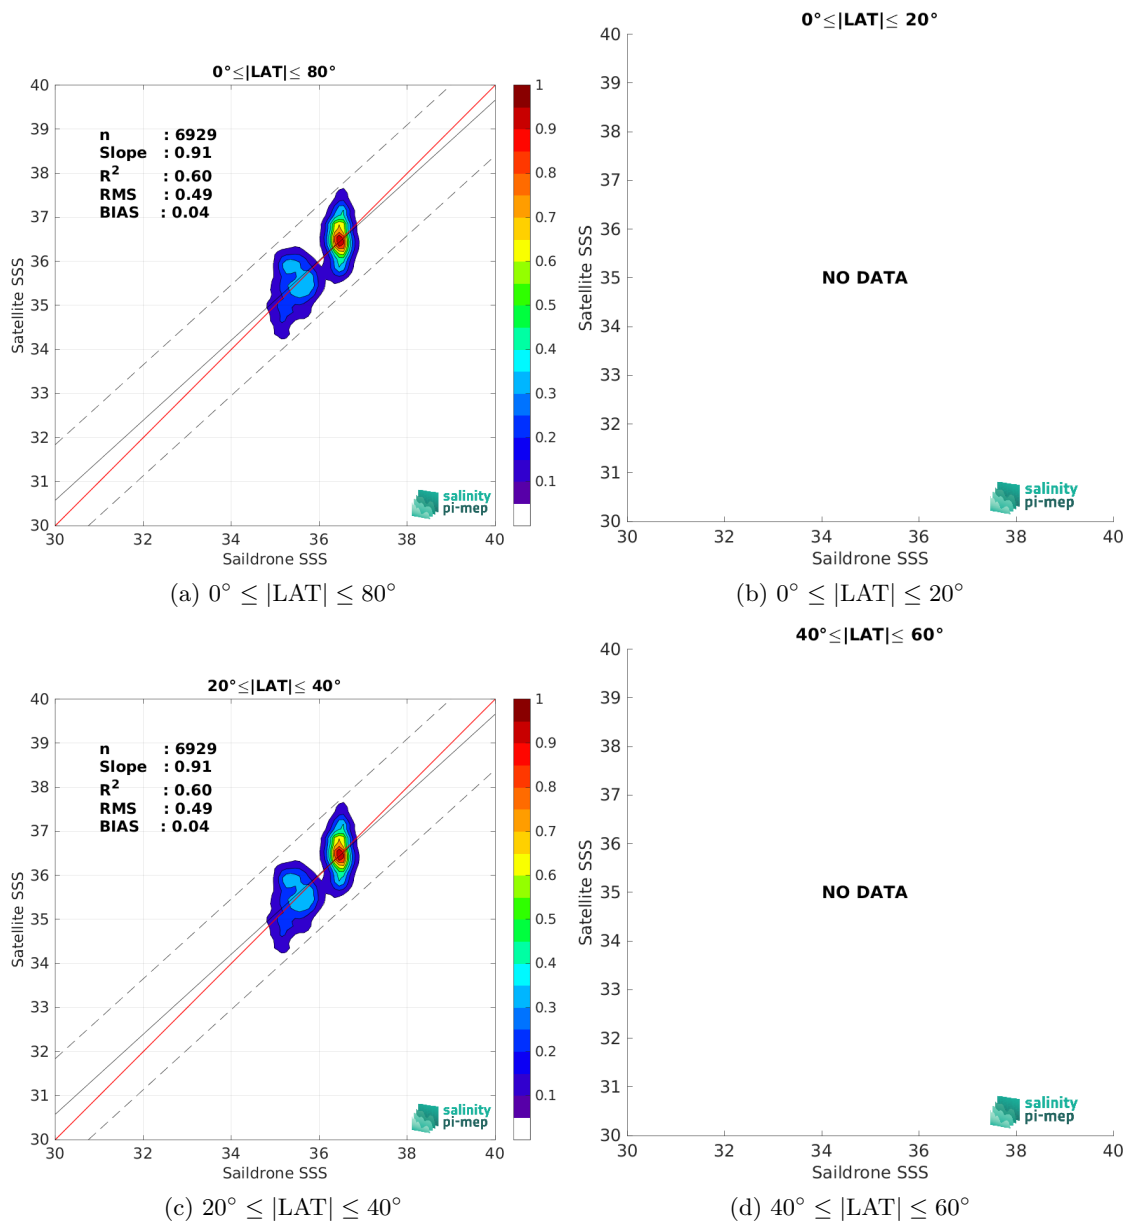 0°≤|LAT|≤ 80°
40
39
38
37
36
35
34
33
32
31
30
Satellite SSS
n : 6929
Slope : 0.91
R² : 0.60
RMS : 0.49
BIAS : 0.04
salinity
pi-mep
30 32 34 36 38 40
Saildrone SSS
1
0.9
0.8
0.7
0.6
0.5
0.4
0.3
0.2
0.1
(a) 0° ≤ |LAT| ≤ 80°
0°≤|LAT|≤ 20°
40
39
38
37
36
35
34
33
32
31
30
Satellite SSS
NO DATA
salinity
pi-mep
30 32 34 36 38 40
Saildrone SSS
(b) 0° ≤ |LAT| ≤ 20°
20°≤|LAT|≤ 40°
40
39
38
37
36
35
34
33
32
31
30
Satellite SSS
n : 6929
Slope : 0.91
R² : 0.60
RMS : 0.49
BIAS : 0.04
salinity
pi-mep
30 32 34 36 38 40
Saildrone SSS
1
0.9
0.8
0.7
0.6
0.5
0.4
0.3
0.2
0.1
(c) 20° ≤ |LAT| ≤ 40°
40°≤|LAT|≤ 60°
40
39
38
37
36
35
34
33
32
31
30
Satellite SSS
NO DATA
salinity
pi-mep
30 32 34 36 38 40
Saildrone SSS
(d) 40° ≤ |LAT| ≤ 60°